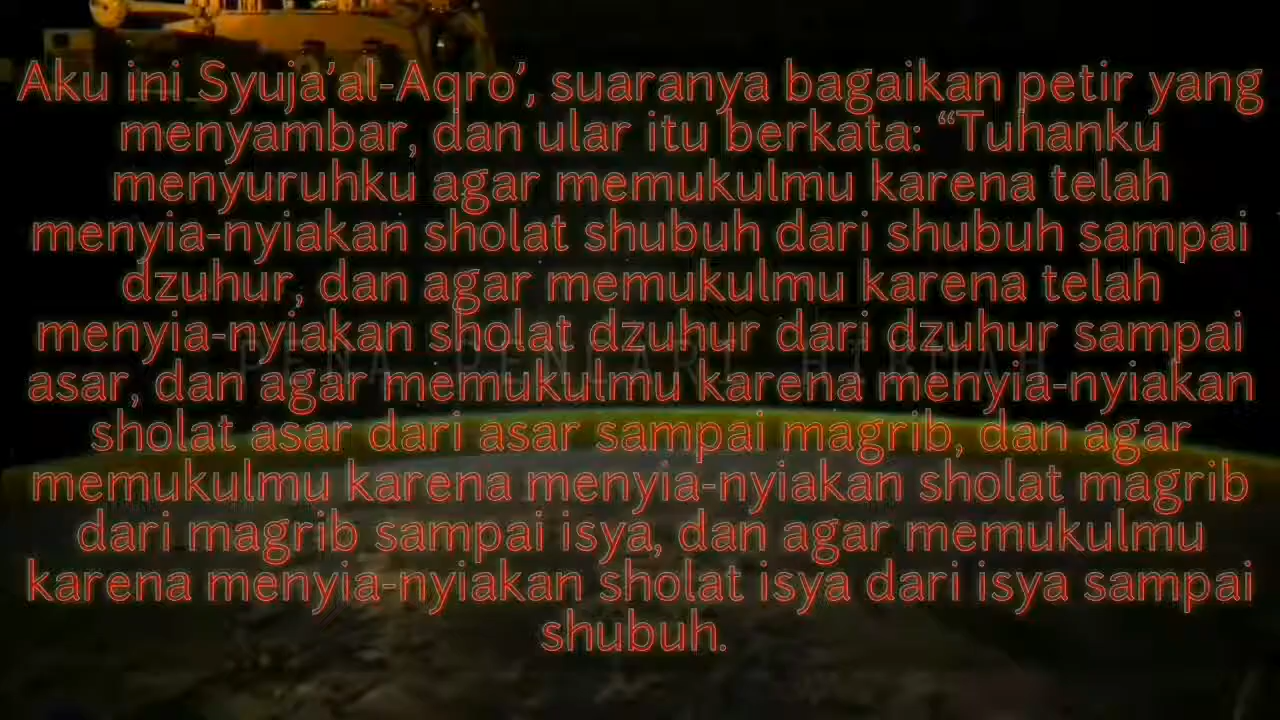 Aku ini Syuja'al-Aqro', suaranya bagaikan petir yang
menyambar, dan ular itu berkata: “Tuhanku
menyuruhku agar memukulmu karena telah
menyia-nyiakan sholat shubuh dari shubuh sampai
dzuhur, dan agar memukulmu karena telah
menyia-nyiakan sholat dzuhur dari dzuhur sampai
asar, dan agar memukulmu karena menyia-nyiakan
sholat asar dari asar sampai magrib, dan agar
memukulmu karena menyia-nyiakan sholat magrib
dari magrib sampai isya, dan agar memukulmu
karena menyia-nyiakan sholat isya dari isya sampai
shubuh.